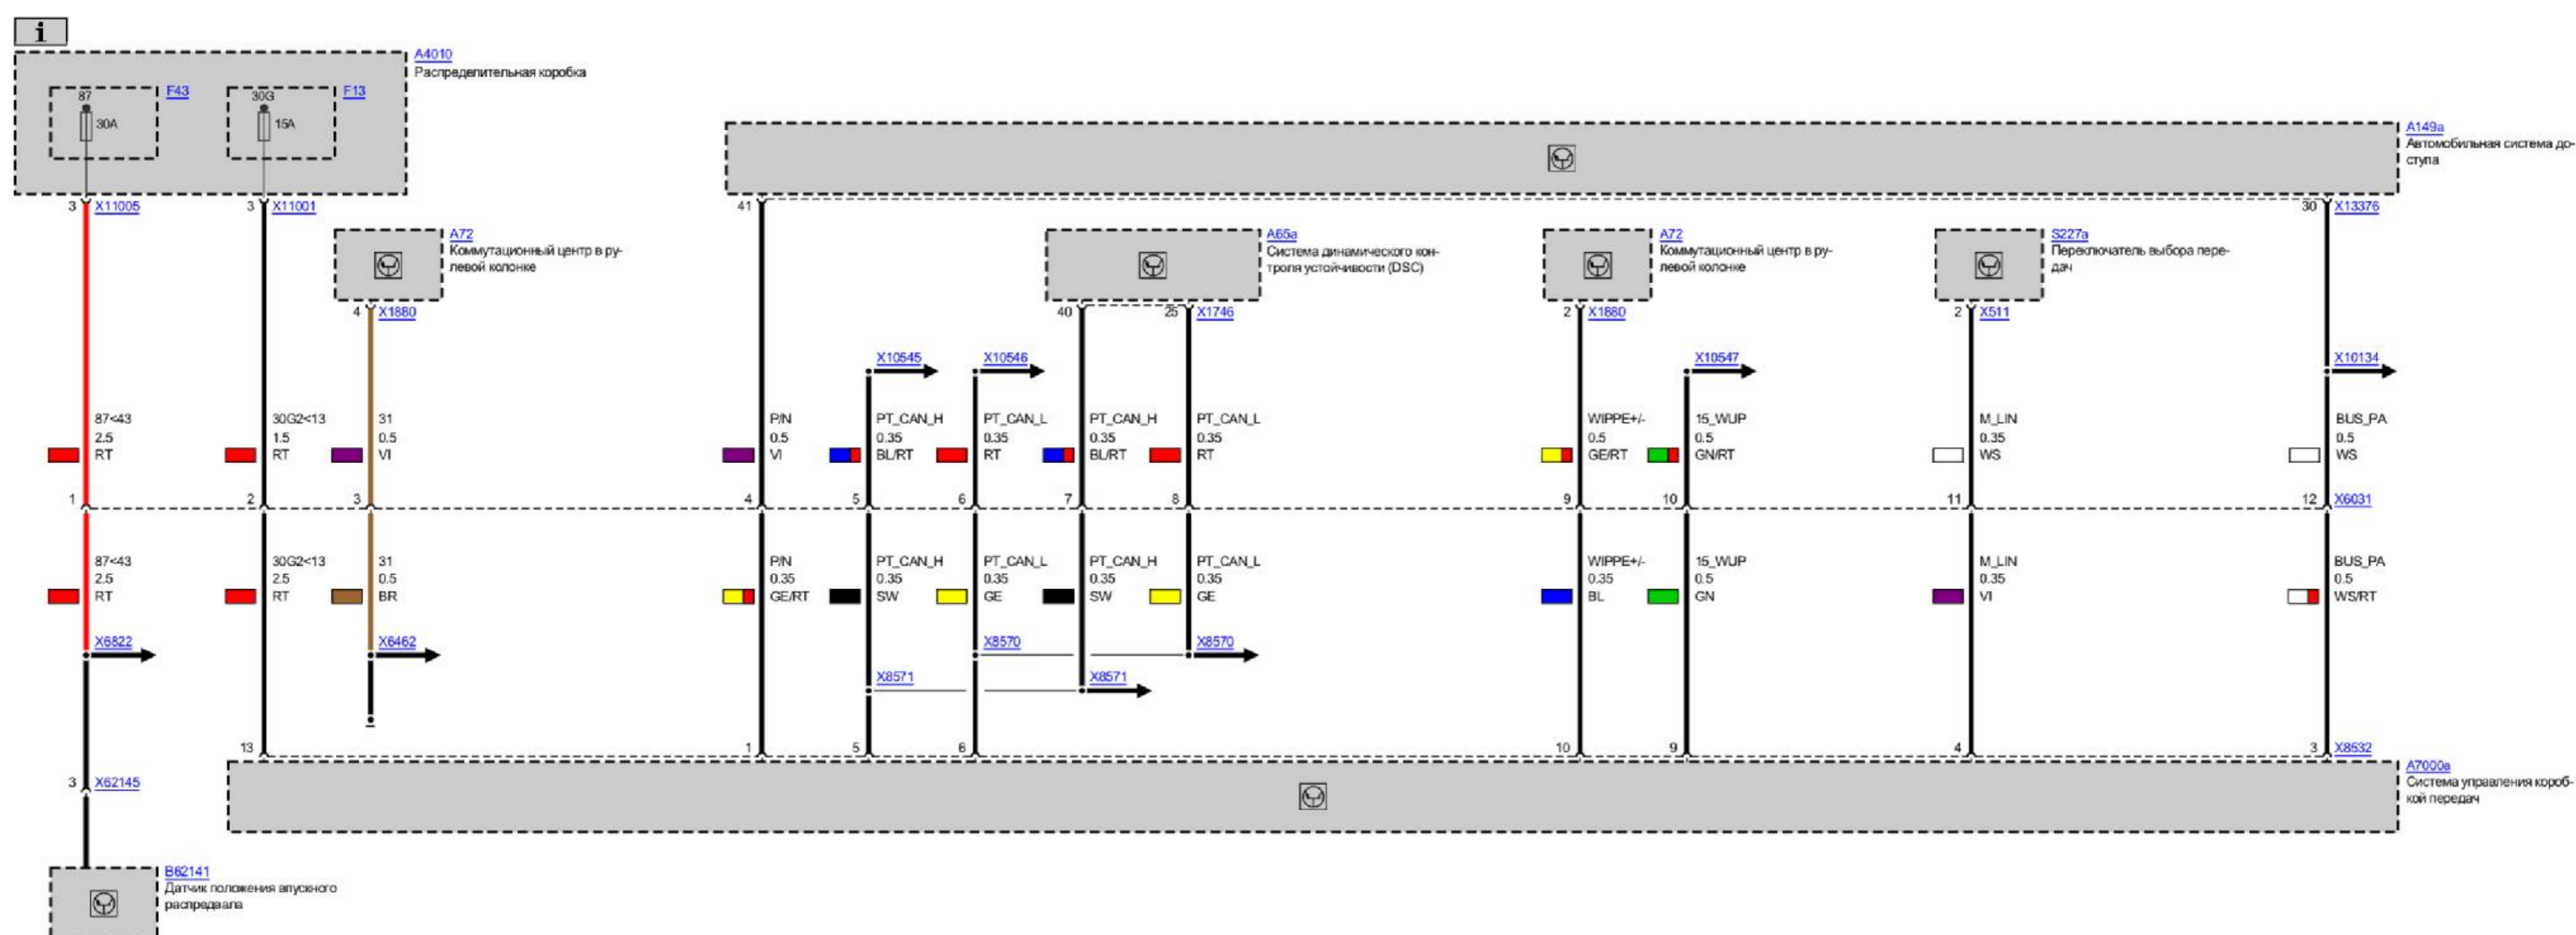 i
A4010
Распределительная коробка
87
F43
30G
F13
30A
15A
A149a
Автомобильная система до-
ступа
3 X11005
3 X11001
41
30 X13376
A72
Коммутационный центр в ру-
левой колонке
A65a
Система динамического кон-
троля устойчивости (DSC)
A72
Коммутационный центр в ру-
левой колонке
S227a
Переключатель выбора пере-
дач
4 X1880
40
25 X1746
2 X1880
2 X511
X10545
X10546
X10547
X10134
87<43
2.5
RT
30G2<13
1.5
RT
31
0.5
VI
P/N
0.5
VI
PT_CAN_H
0.35
BL/RT
PT_CAN_L
0.35
RT
PT_CAN_H
0.35
BL/RT
PT_CAN_L
0.35
RT
WIPPE+/-
0.5
GE/RT
15_WUP
0.5
GN/RT
M_LIN
0.35
WS
BUS_PA
0.5
WS
1
2
3
4
5
6
7
8
9
10
11
12 X6031
87<43
2.5
RT
30G2<13
2.5
RT
31
0.5
BR
P/N
0.35
GE/RT
PT_CAN_H
0.35
SW
PT_CAN_L
0.35
GE
PT_CAN_H
0.35
SW
PT_CAN_L
0.35
GE
WIPPE+/-
0.35
BL
15_WUP
0.5
GN
M_LIN
0.35
VI
BUS_PA
0.5
WS/RT
X6822
X6462
X8570
X8570
X8571
X8571
13
1
5
6
10
9
4
3 X8532
A7000a
Система управления короб-
кой передач
3 X62145
B62141
Датчик положения впускного
распредвала